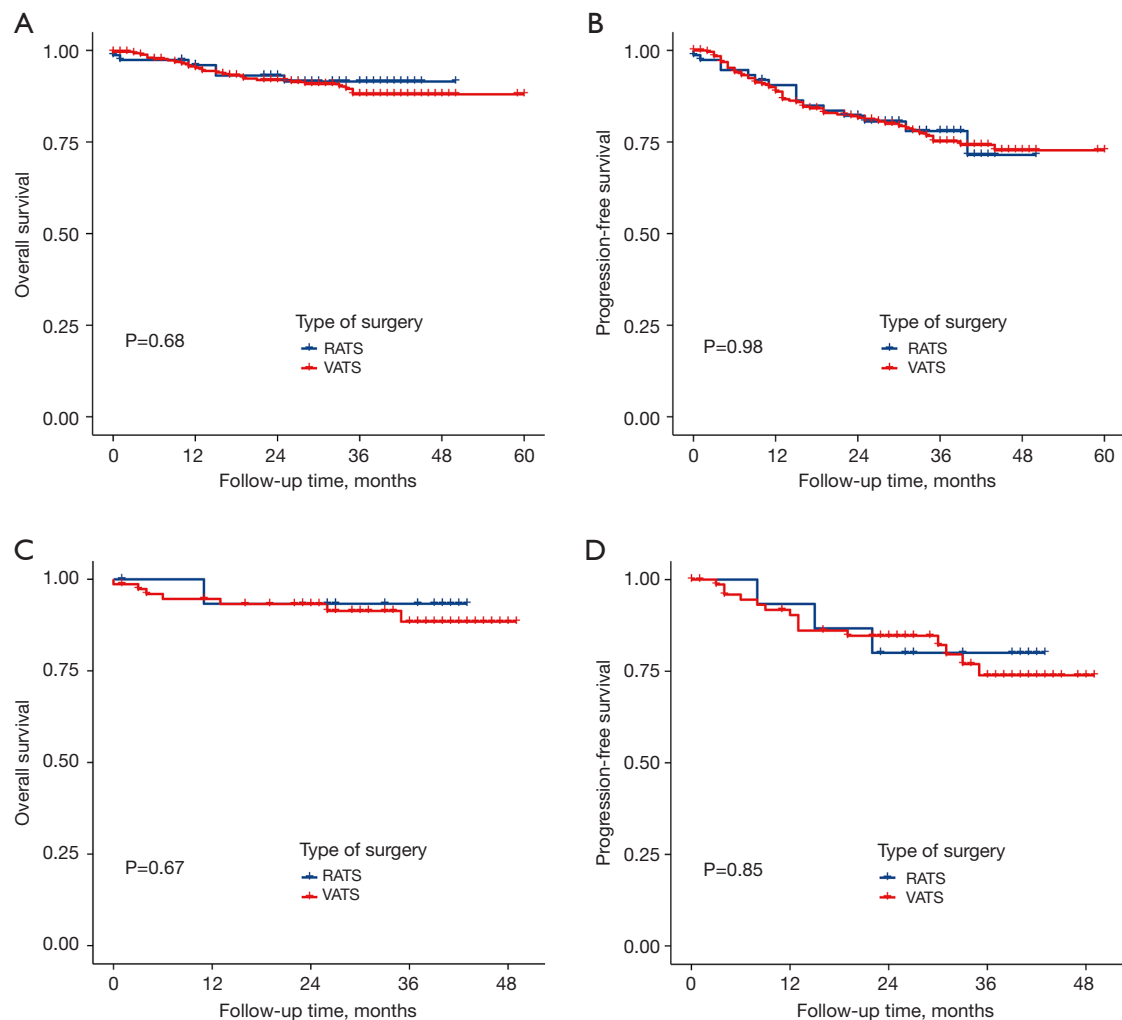 A
1.00
0.75
0.50
0.25
0.00
Overall survival
P=0.68
Type of surgery
RATS
VATS
0 12 24 36 48 60
Follow-up time, months
B
1.00
0.75
0.50
0.25
0.00
Progression-free survival
P=0.98
Type of surgery
RATS
VATS
0 12 24 36 48 60
Follow-up time, months
C
1.00
0.75
0.50
0.25
0.00
Overall survival
P=0.67
Type of surgery
RATS
VATS
0 12 24 36 48
Follow-up time, months
D
1.00
0.75
0.50
0.25
0.00
Progression-free survival
P=0.85
Type of surgery
RATS
VATS
0 12 24 36 48
Follow-up time, months